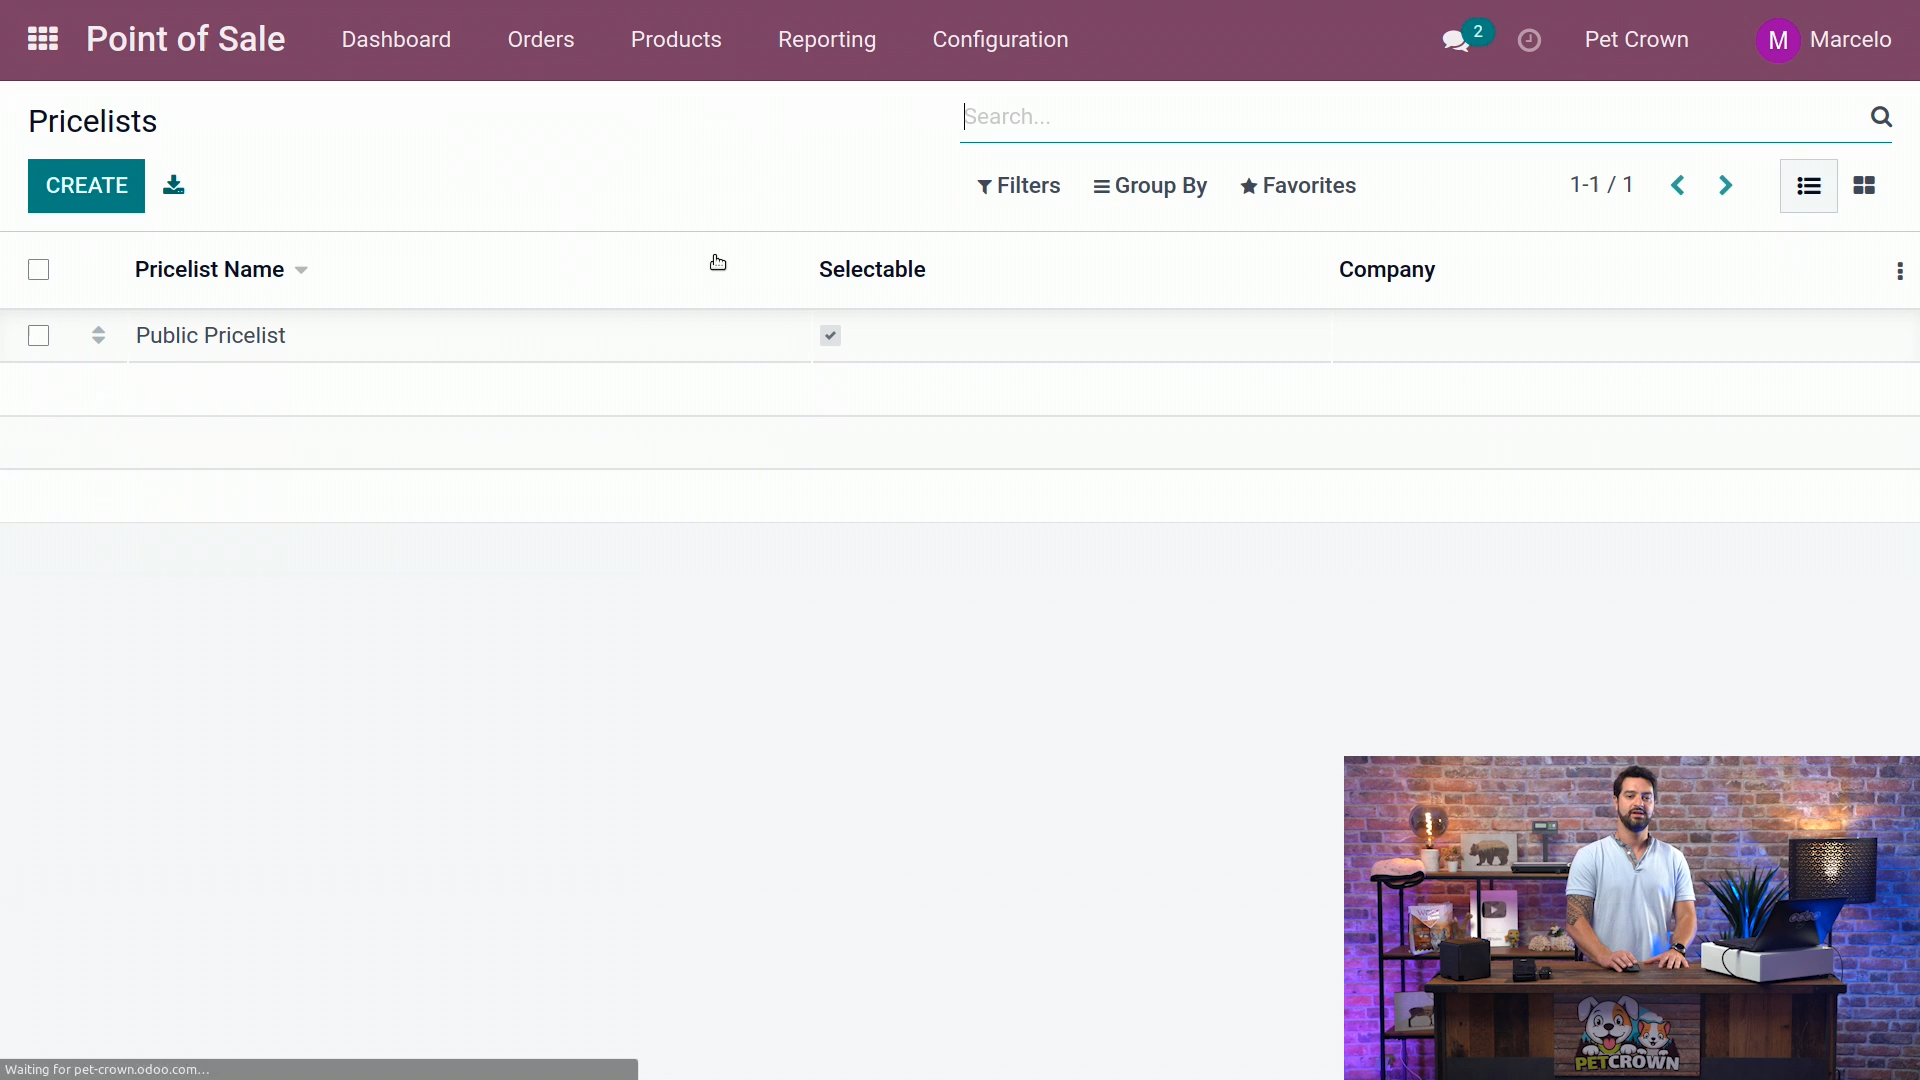 Point of Sale Dashboard Orders Products Reporting Configuration 2 Pet Crown M Marcelo
Pricelists
Search...
CREATE Filters Group By Favorites 1-1 / 1
Pricelist Name Selectable Company
Public Pricelist
PETCROWN
Waiting for pet-crown.odoo.com...